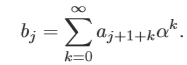 $b_j = \sum_{k=0}^{\infty} a_{j+1+k} \alpha^k.$